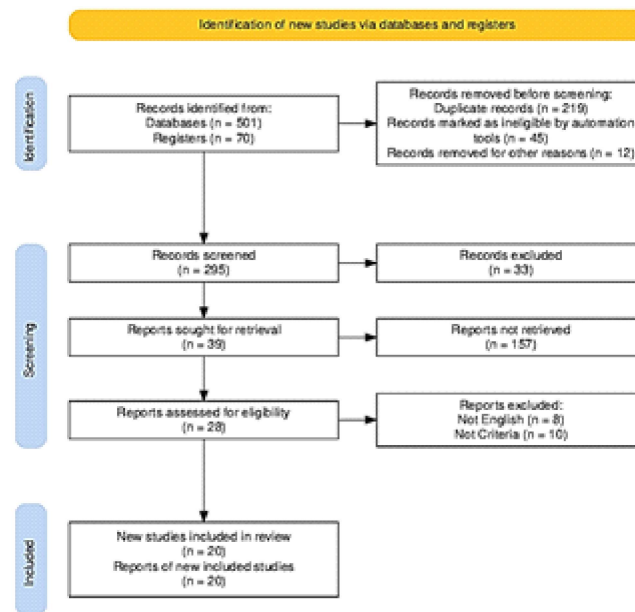 Identification of new studies via databases and registers
Identification
Records identified from:
Databases (n = 501)
Registers (n = 70)
Records removed before screening:
Duplicate records (n = 219)
Records marked as ineligible by automation
tools (n = 45)
Records removed for other reasons (n = 12)
Screening
Records screened
(n = 295)
Records excluded
(n = 33)
Reports sought for retrieval
(n = 39)
Reports not retrieved
(n = 157)
Reports assessed for eligibility
(n = 28)
Reports excluded:
Not English (n = 8)
Not Criteria (n = 10)
Included
New studies included in review
(n = 20)
Reports of new included studies
(n = 20)